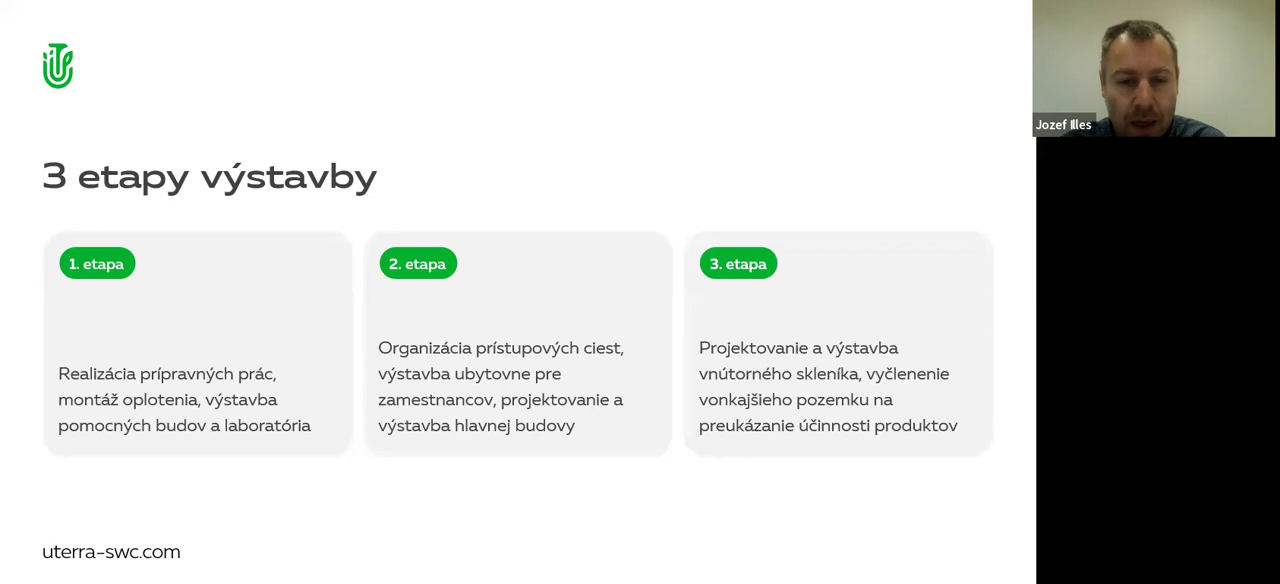 3 etapy výstavby
1. etapa
Realizácia prípravných prác,
montáž oplotenia, výstavba
pomocných budov a laboratória
2. etapa
Organizácia prístupových ciest,
výstavba ubytovne pre
zamestnancov, projektovanie a
výstavba hlavnej budovy
3. etapa
Projektovanie a výstavba
vnútorného skleníka, vyčlenenie
vonkajšieho pozemku na
preukázanie účinnosti produktov
uterra-swc.com
Jozef Illes